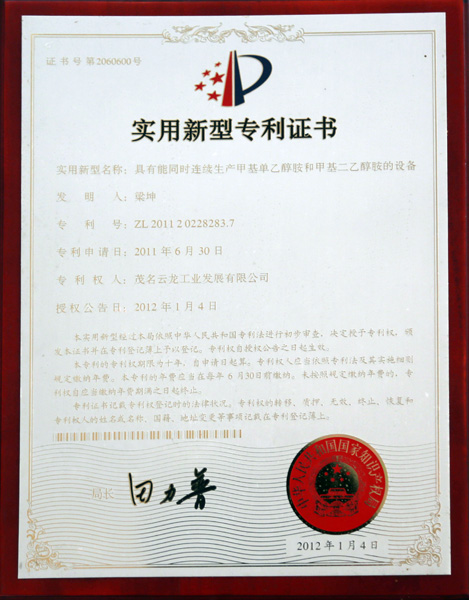 证书号第2060600号
实用新型专利证书
实用新型名称：具有能同时连续生产甲基单乙醇胺和甲基二乙醇胺的设备
发明人：梁坤
专利号：ZL 2011 2 0228283.7
专利申请日：2011年6月30日
专利权人：茂名云龙工业发展有限公司
授权公告日：2012年1月4日
本实用新型经过本局依照中华人民共和国专利法进行初步审查，决定授予专利权，颁
发本证书并在专利登记簿上予以登记。专利权自授权公告之日起生效。
本专利的专利权期限为十年，自申请日起算。专利权人应当依照专利法及其实施细则
规定缴纳年费。本专利的年费应当在每年6月30日前缴纳。未按照规定缴纳年费的，专
利权自应当缴纳年费期满之日起终止。
专利证书记载专利权登记时的法律状况。专利权的转移、质押、无效、终止、恢复和
专利权人的姓名或名称、国籍、地址变更等事项记载在专利登记簿上。
局长
田力普
中华人民共和国国家知识产权局
2012年1月4日